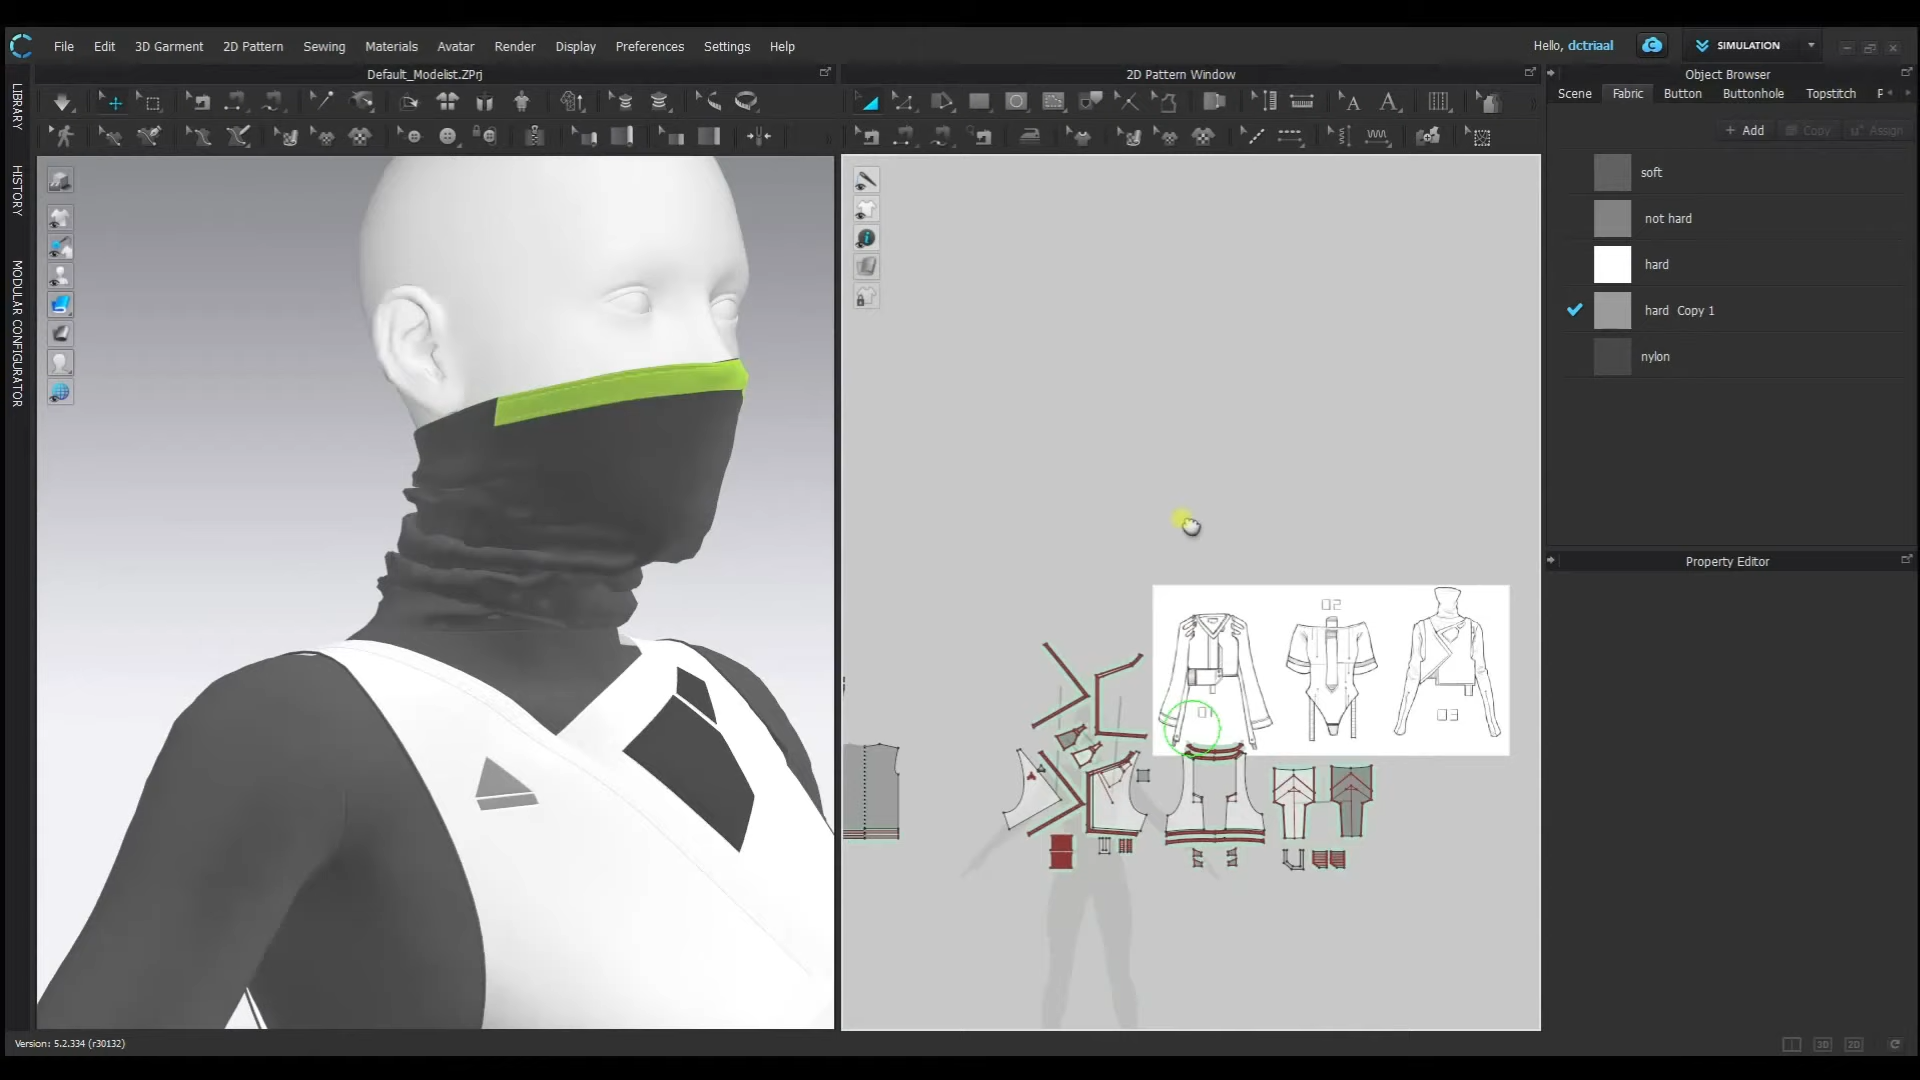 File Edit 3D Garment 2D Pattern Sewing Materials Avatar Render Display Preferences Settings Help
Hello, dctriaal
SIMULATION
Default_Modelist.ZPrj
2D Pattern Window
Object Browser
Scene Fabric Button Buttonhole Topstitch P
+ Add Copy Assign
soft
not hard
hard
hard Copy 1
nylon
Property Editor
LIBRARY
HISTORY
MODULAR CONFIGURATOR
01
02
03
Version: 5.2.334 (r30132)
3D 2D